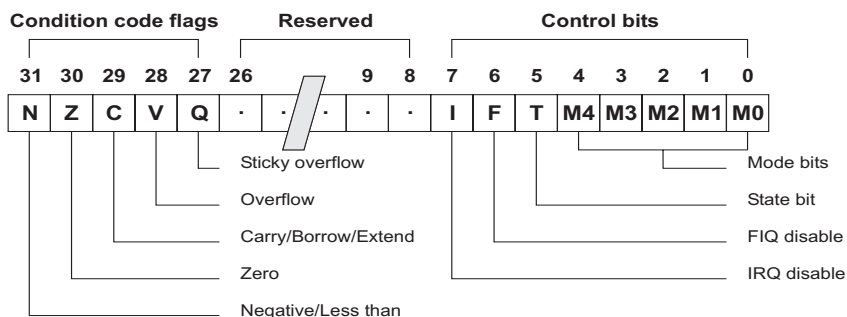 Condition code flags Reserved Control bits
31 30 29 28 27 26 9 8 7 6 5 4 3 2 1 0
N Z C V Q · · · · · I F T M4 M3 M2 M1 M0
Sticky overflow Mode bits
Overflow State bit
Carry/Borrow/Extend FIQ disable
Zero IRQ disable
Negative/Less than